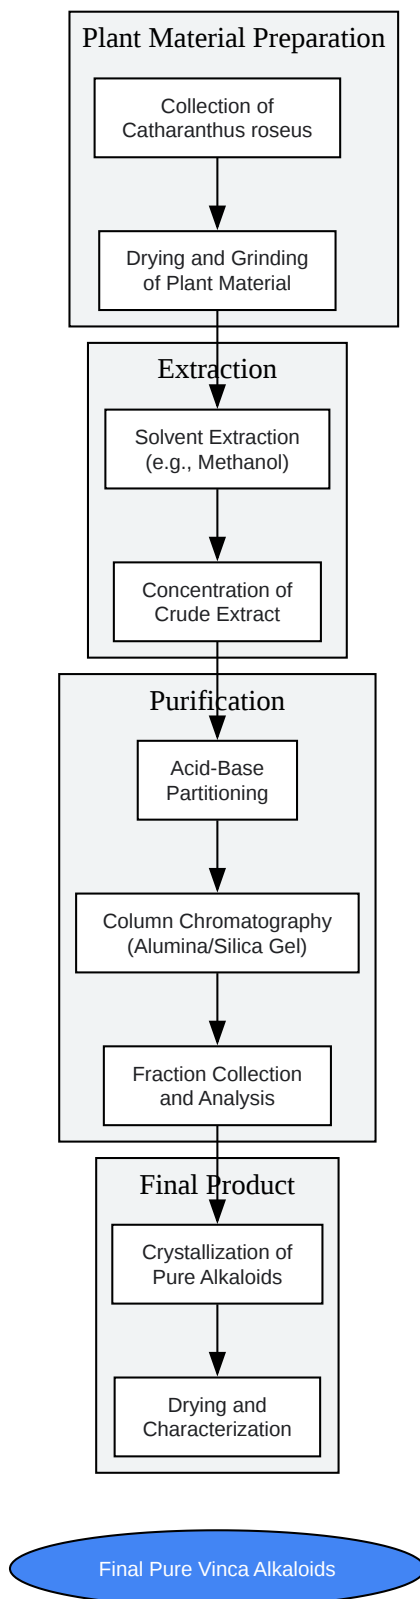 Plant Material Preparation
Collection of
Catharanthus roseus
Drying and Grinding
of Plant Material
Extraction
Solvent Extraction
(e.g., Methanol)
Concentration of
Crude Extract
Purification
Acid-Base
Partitioning
Column Chromatography
(Alumina/Silica Gel)
Fraction Collection
and Analysis
Final Product
Crystallization of
Pure Alkaloids
Drying and
Characterization
Final Pure Vinca Alkaloids